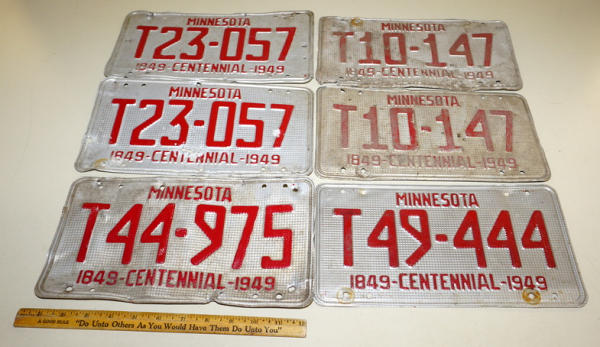 MINNESOTA
T23-057
1849-CENTENNIAL-1949
MINNESOTA
T10-147
1849-CENTENNIAL-1949
MINNESOTA
T23-057
1849-CENTENNIAL-1949
MINNESOTA
T10-147
1849-CENTENNIAL-1949
MINNESOTA
T44-975
1849-CENTENNIAL-1949
MINNESOTA
T49-444
1849-CENTENNIAL-1949
A GOOD RULE "Do Unto Others As You Would Have Them Do Unto You"